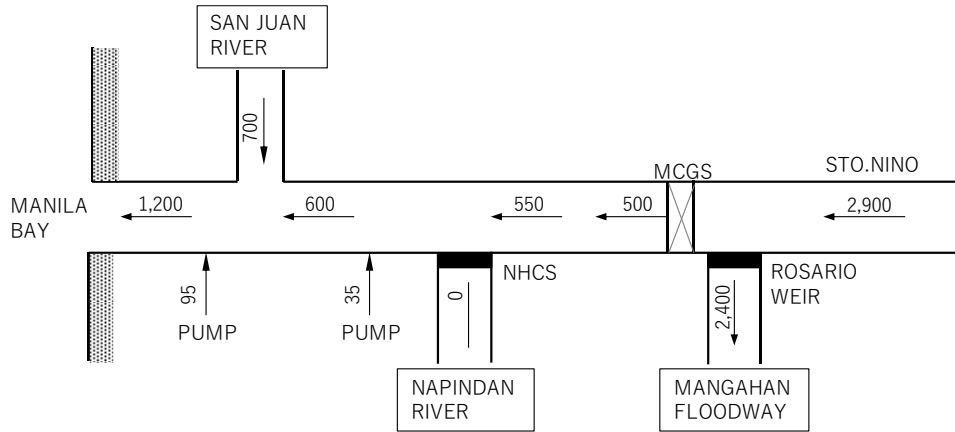 SAN JUAN
RIVER
700
MCGS
STO.NINO
MANILA
BAY
1,200
600
550
500
2,900
95
PUMP
35
PUMP
0
NHCS
2,400
ROSARIO
WEIR
NAPINDAN
RIVER
MANGAHAN
FLOODWAY